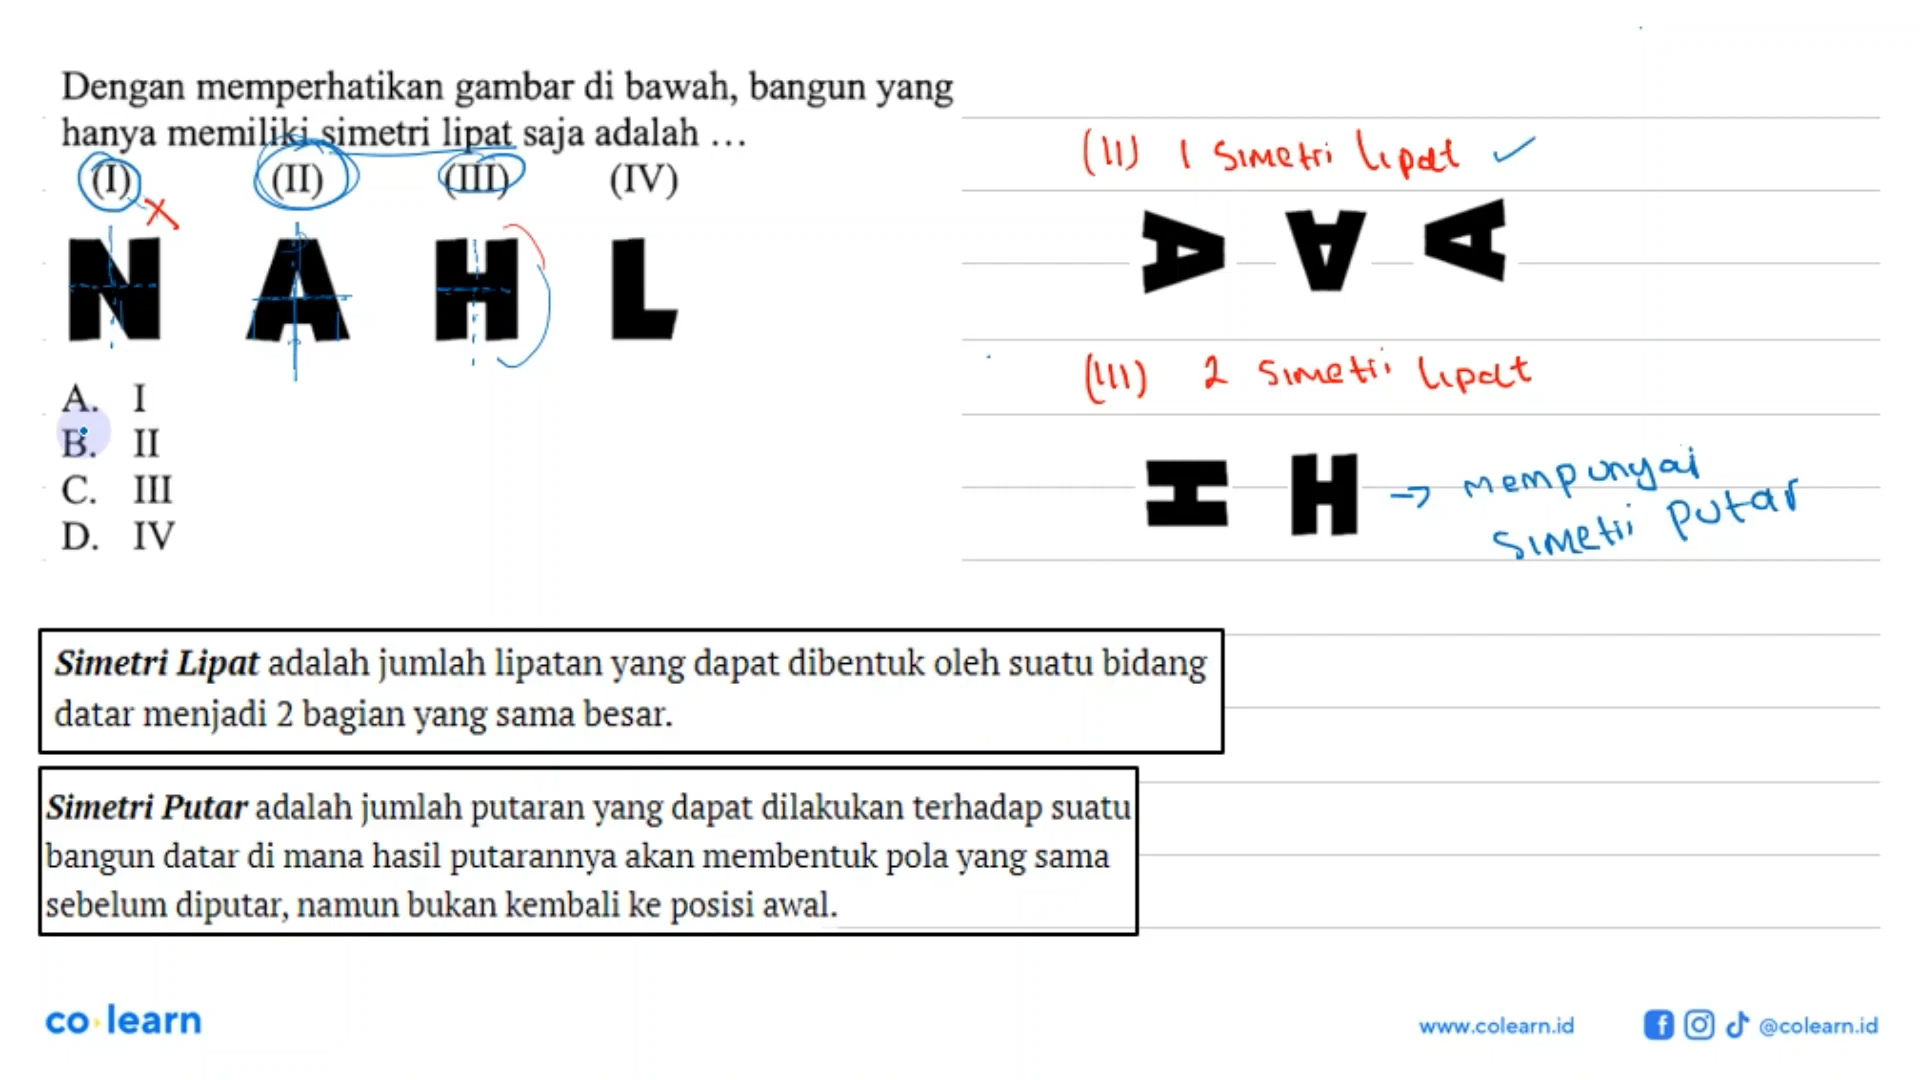 Dengan memperhatikan gambar di bawah, bangun yang
hanya memiliki simetri lipat saja adalah ...
(I) (II) (III) (IV)
N A H L
A. I
B. II
C. III
D. IV
(II) 1 simetri lipat ✓
A A A
(III) 2 simetri lipat
H H → mempunyai
simetri putar
Simetri Lipat adalah jumlah lipatan yang dapat dibentuk oleh suatu bidang
datar menjadi 2 bagian yang sama besar.
Simetri Putar adalah jumlah putaran yang dapat dilakukan terhadap suatu
bangun datar di mana hasil putarannya akan membentuk pola yang sama
sebelum diputar, namun bukan kembali ke posisi awal.
co learn
www.colearn.id
@colearn.id